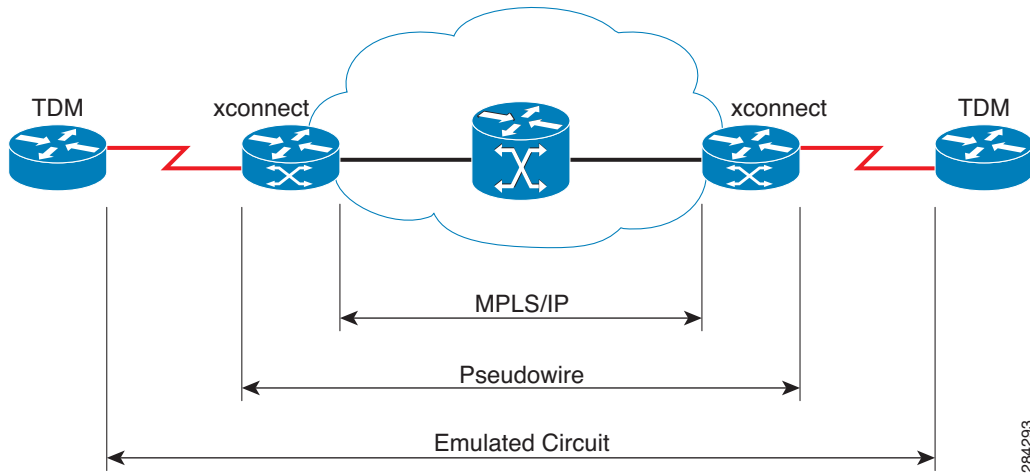 TDM
xconnect
xconnect
TDM
MPLS/IP
Pseudowire
Emulated Circuit
284293